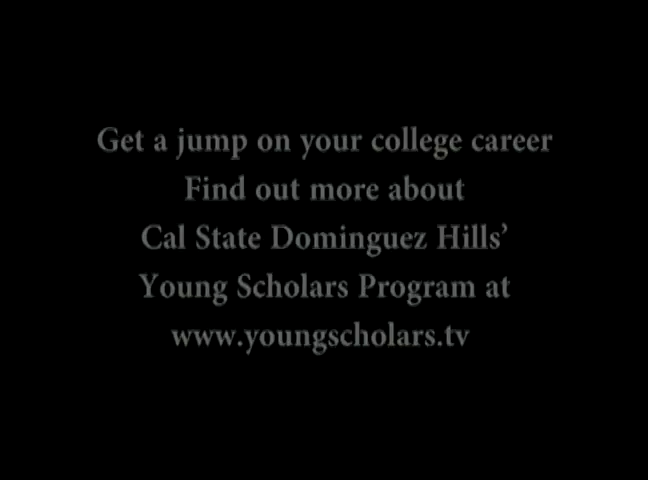 Get a jump on your college career
Find out more about
Cal State Dominguez Hills’
Young Scholars Program at
www.youngscholars.tv